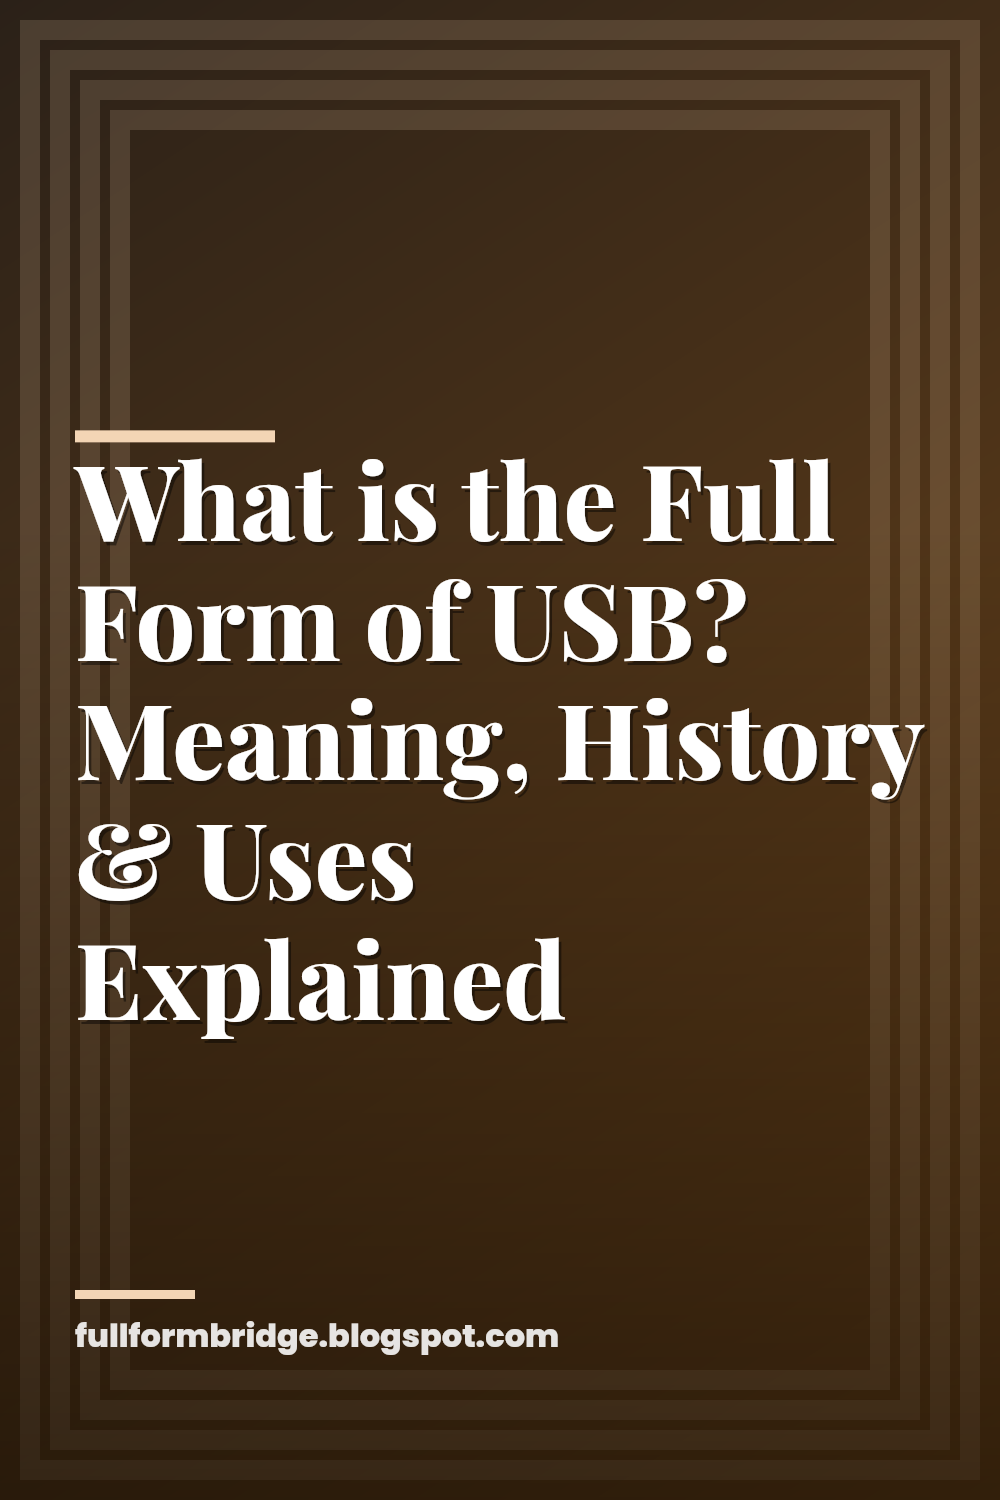 What is the Full
Form of USB?
Meaning, History
& Uses
Explained
fullformbridge.blogspot.com